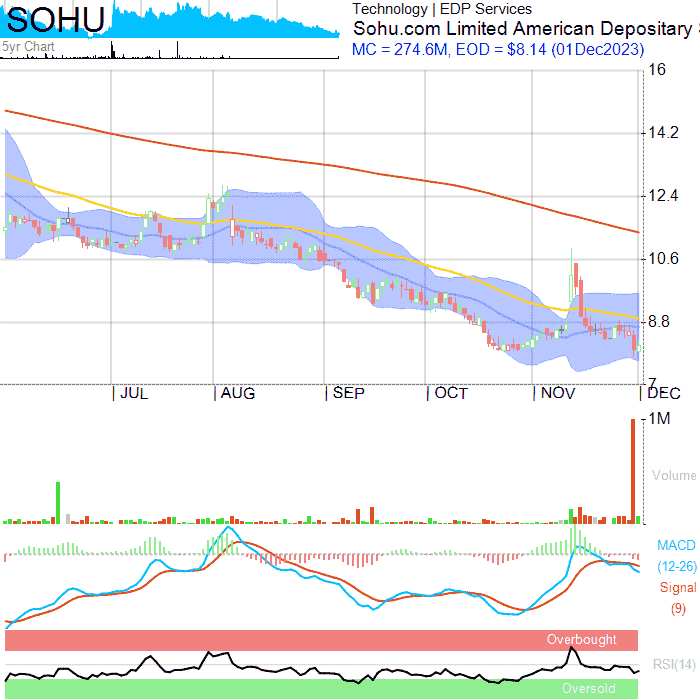 SOHU
5yr Chart
Technology | EDP Services
Sohu.com Limited American Depositary
MC = 274.6M, EOD = $8.14 (01Dec2023)
16
14.2
12.4
10.6
8.8
7
JUL
AUG
SEP
OCT
NOV
DEC
1M
Volume
MACD
(12-26)
Signal
(9)
Overbought
RSI(14)
Oversold